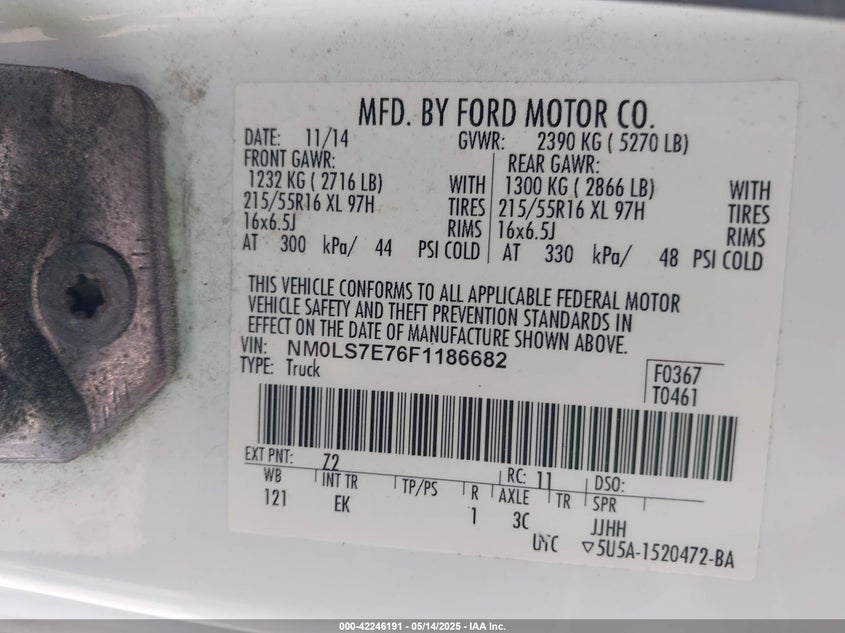 MFD. BY FORD MOTOR CO.
DATE: 11/14 GVWR: 2390 KG ( 5270 LB)
FRONT GAWR: REAR GAWR:
1232 KG ( 2716 LB) WITH 1300 KG ( 2866 LB) WITH
215/55R16 XL 97H TIRES 215/55R16 XL 97H TIRES
16x6.5J RIMS 16x6.5J RIMS
AT 300 kPa/ 44 PSI COLD AT 330 kPa/ 48 PSI COLD
THIS VEHICLE CONFORMS TO ALL APPLICABLE FEDERAL MOTOR
VEHICLE SAFETY AND THEFT PREVENTION STANDARDS IN
EFFECT ON THE DATE OF MANUFACTURE SHOWN ABOVE.
VIN: NM0LS7E76F1186682
TYPE: Truck
F0367
T0461
EXT PNT: Z2 RC: 11 DSO:
WB INT TR TP/PS R AXLE TR SPR
121 EK 1 3C JJHH
UTC ▽5U5A-1520472-BA
000-42246191 - 05/14/2025 - IAA Inc.